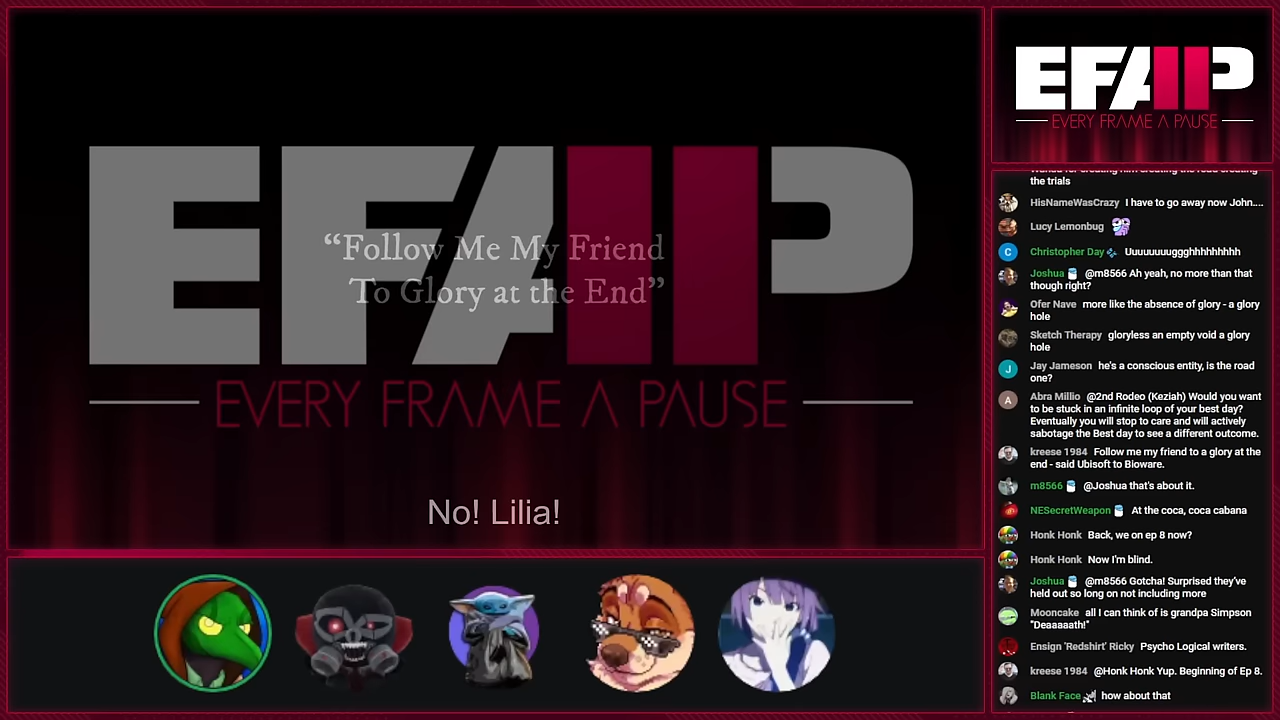 EFAP
EVERY FRAME A PAUSE
“Follow Me My Friend
To Glory at the End”
No! Lilia!
EFAP
EVERY FRAME A PAUSE
the trials
HisNameWasCrazy I have to go away now John....
Lucy Lemonbug
C
Christopher Day Uuuuuuuuggghhhhhhhhh
Joshua @m8566 Ah yeah, no more than that
though right?
Ofer Nave more like the absence of glory - a glory
hole
Sketch Therapy gloryless an empty void a glory
hole
J
Jay Jameson he's a conscious entity, is the road
one?
A
Abra Millio @2nd Rodeo (Keziah) Would you want
to be stuck in an infinite loop of your best day?
Eventually you will stop to care and will actively
sabotage the Best day to see a different outcome.
kreese 1984 Follow me my friend to a glory at the
end - said Ubisoft to Bioware.
m8566 @Joshua that's about it.
NESecretWeapon At the coca, coca cabana
Honk Honk Back, we on ep 8 now?
Honk Honk Now I'm blind.
Joshua @m8566 Gotcha! Surprised they've
held out so long on not including more
Mooncake all I can think of is grandpa Simpson
"Deaaaaath!"
Ensign 'Redshirt' Ricky Psycho Logical writers.
kreese 1984 @Honk Honk Yup. Beginning of Ep 8.
Blank Face how about that